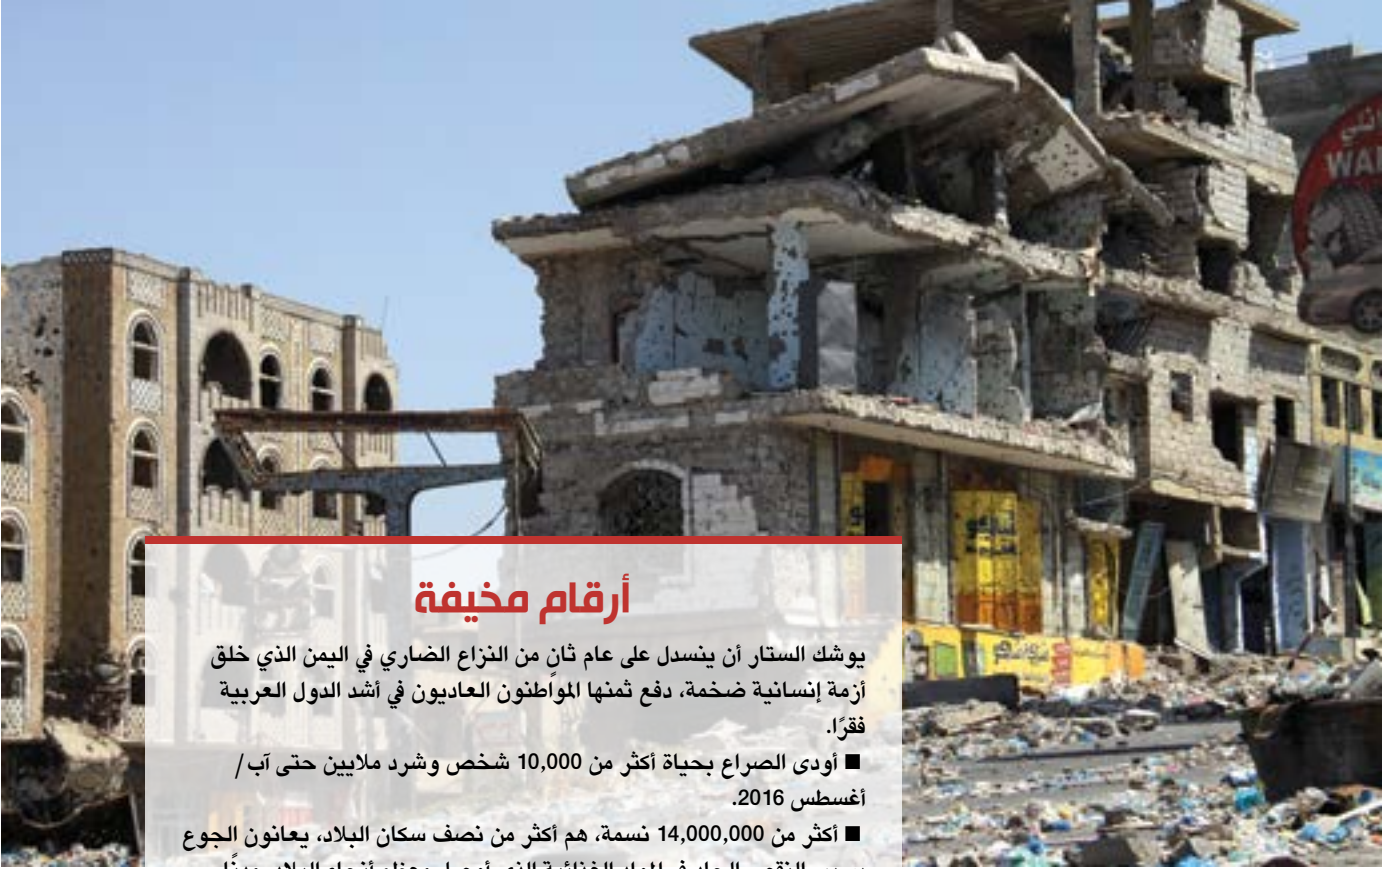 أرقام مخيفة
يوشك الستار أن ينسدل على عام ثانٍ من النزاع الضاري في اليمن الذي خلق
أزمة إنسانية ضخمة، دفع ثمنها المواطنون العاديون في أشد الدول العربية
فقرًا.
■ أودى الصراع بحياة أكثر من 10,000 شخص وشرد ملايين حتى آب/
أغسطس 2016.
■ أكثر من 14,000,000 نسمة، هم أكثر من نصف سكان البلاد، يعانون الجوع